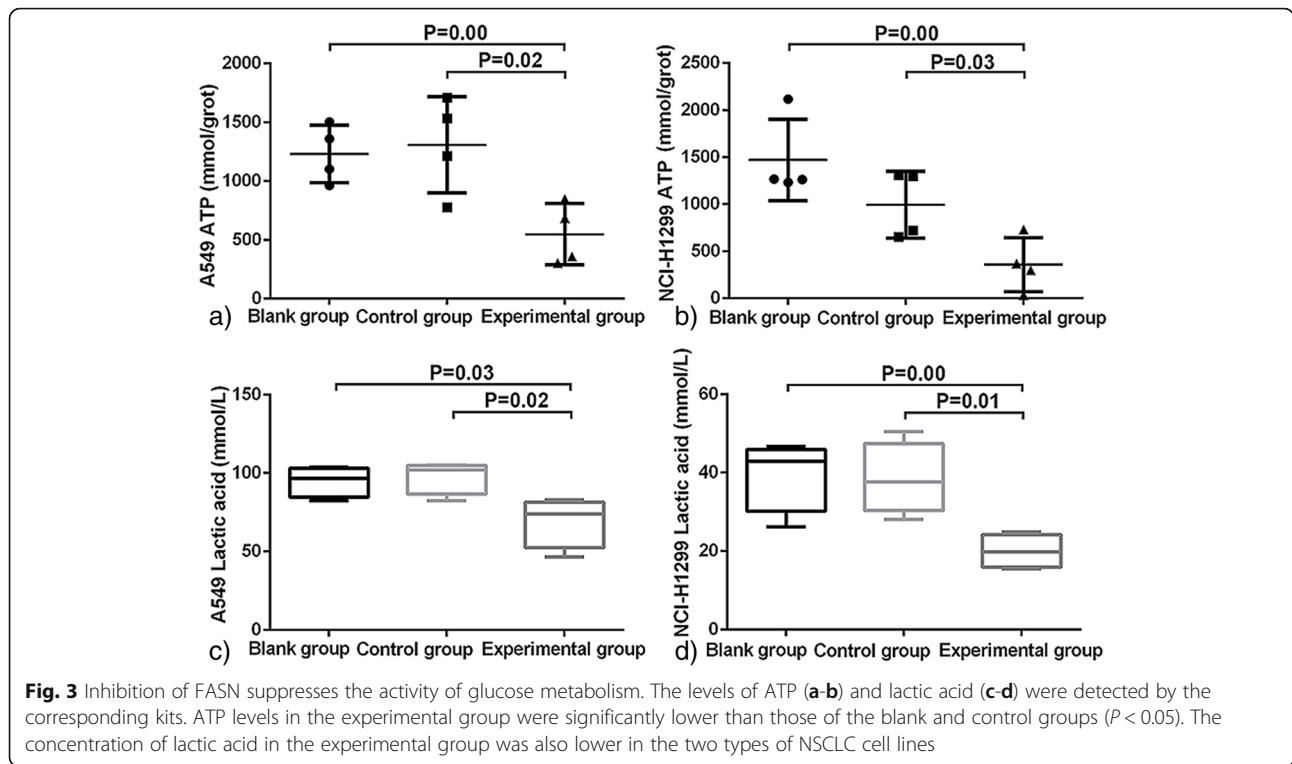 P=0.00
P=0.02
A549 ATP (mmol/grot)
2000
1500
1000
500
0
a)
Blank group Control group Experimental group
P=0.00
P=0.03
NCI-H1299 ATP (mmol/grot)
2500
2000
1500
1000
500
0
b)
Blank group Control group Experimental group
P=0.03
P=0.02
A549 Lactic acid (mmol/L)
150
100
50
0
c)
Blank group Control group Experimental group
P=0.00
P=0.01
NCI-H1299 Lactic acid (mmol/L)
60
40
20
0
d)
Blank group Control group Experimental group
Fig. 3 Inhibition of FASN suppresses the activity of glucose metabolism. The levels of ATP (a-b) and lactic acid (c-d) were detected by the
corresponding kits. ATP levels in the experimental group were significantly lower than those of the blank and control groups (P < 0.05). The
concentration of lactic acid in the experimental group was also lower in the two types of NSCLC cell lines